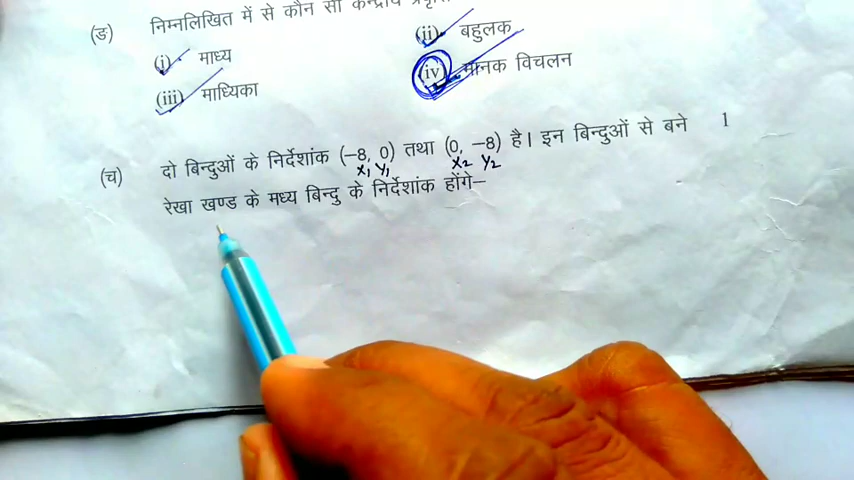 (ङ) निम्नलिखित में से कौन सी केन्द्रीय
(i) माध्य (ii) बहुलक
(iii) माध्यिका (iv) मानक विचलन
(च) दो बिन्दुओं के निर्देशांक (−8, 0) तथा (0, −8) है। इन बिन्दुओं से बने 1
x₁ y₁ x₂ y₂
रेखा खण्ड के मध्य बिन्दु के निर्देशांक होंगे−